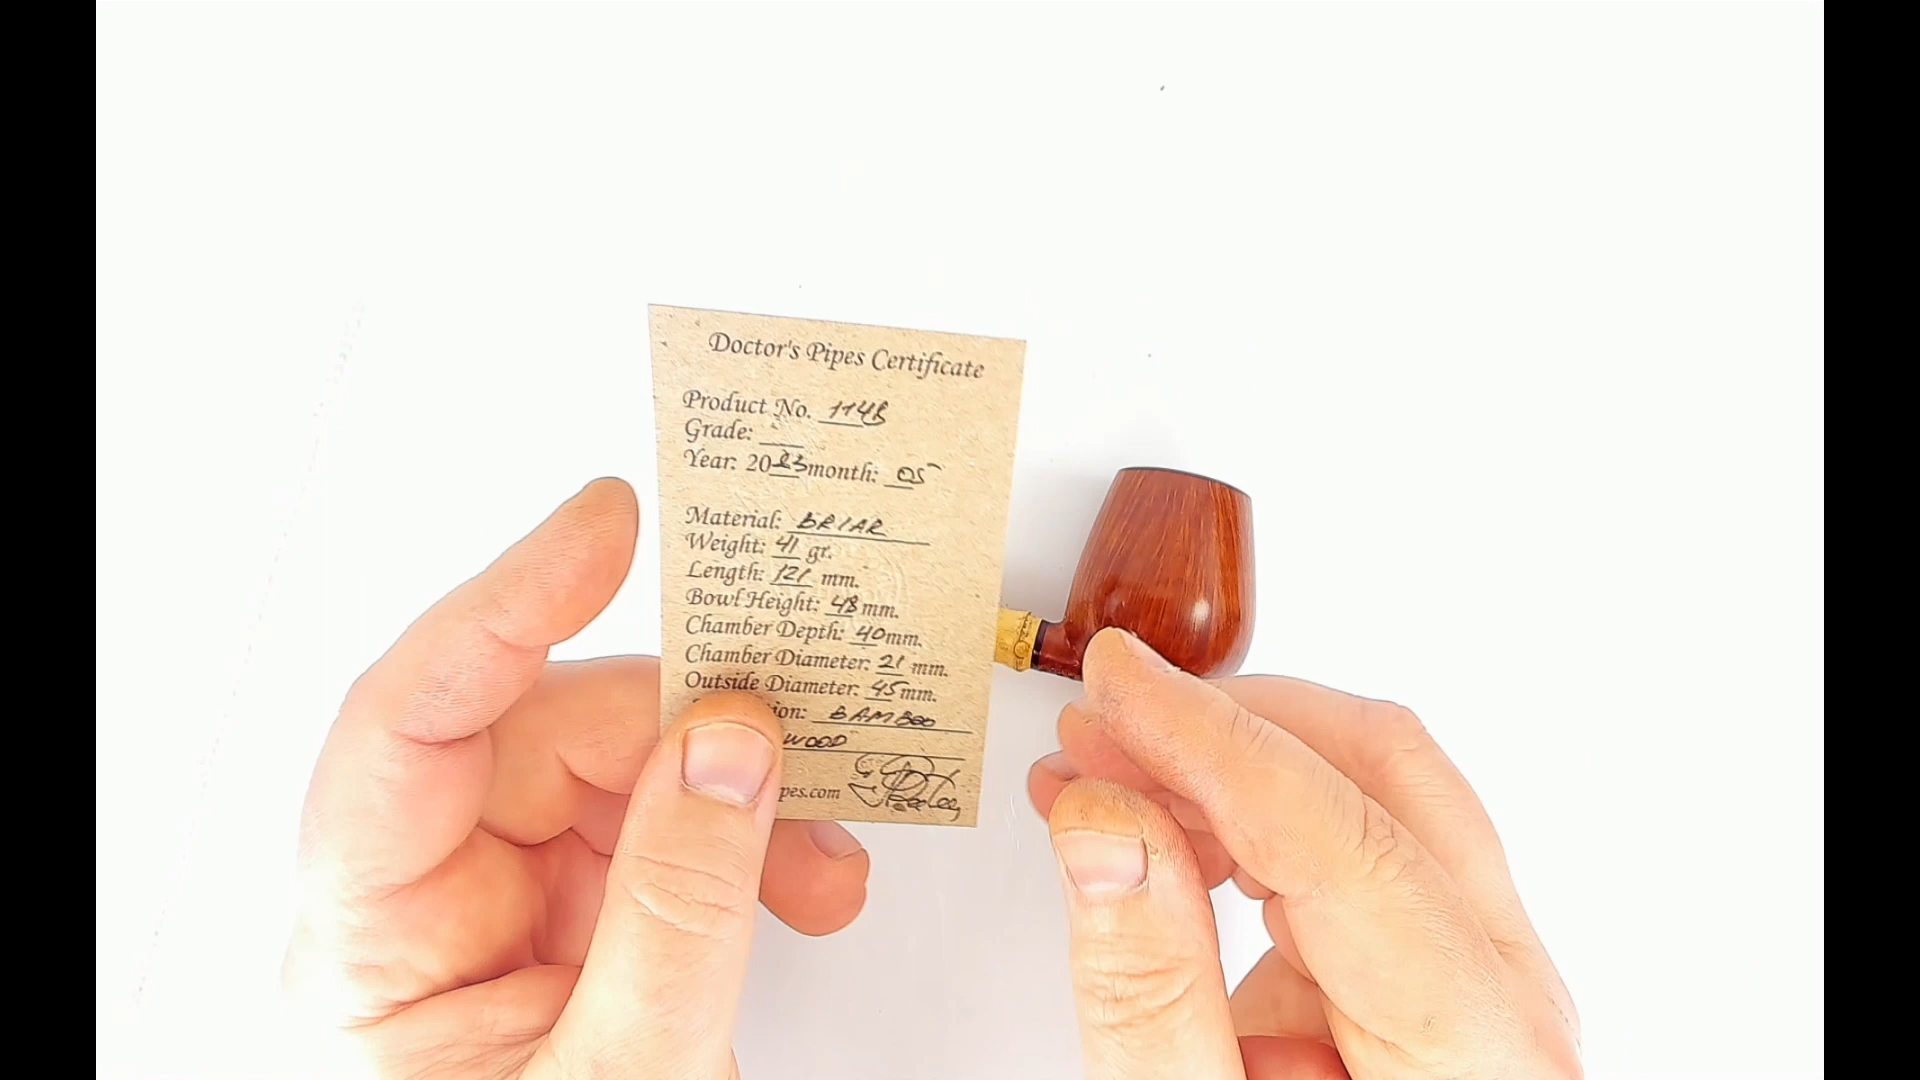 Doctor's Pipes Certificate
Product No. 1148
Grade:
Year: 2023 month: 05
Material: BRIAR
Weight: 41 gr.
Length: 121 mm.
Bowl Height: 48 mm.
Chamber Depth: 40 mm.
Chamber Diameter: 21 mm.
Outside Diameter: 45 mm.
ion: BAMBOO
WOOD
pes.com